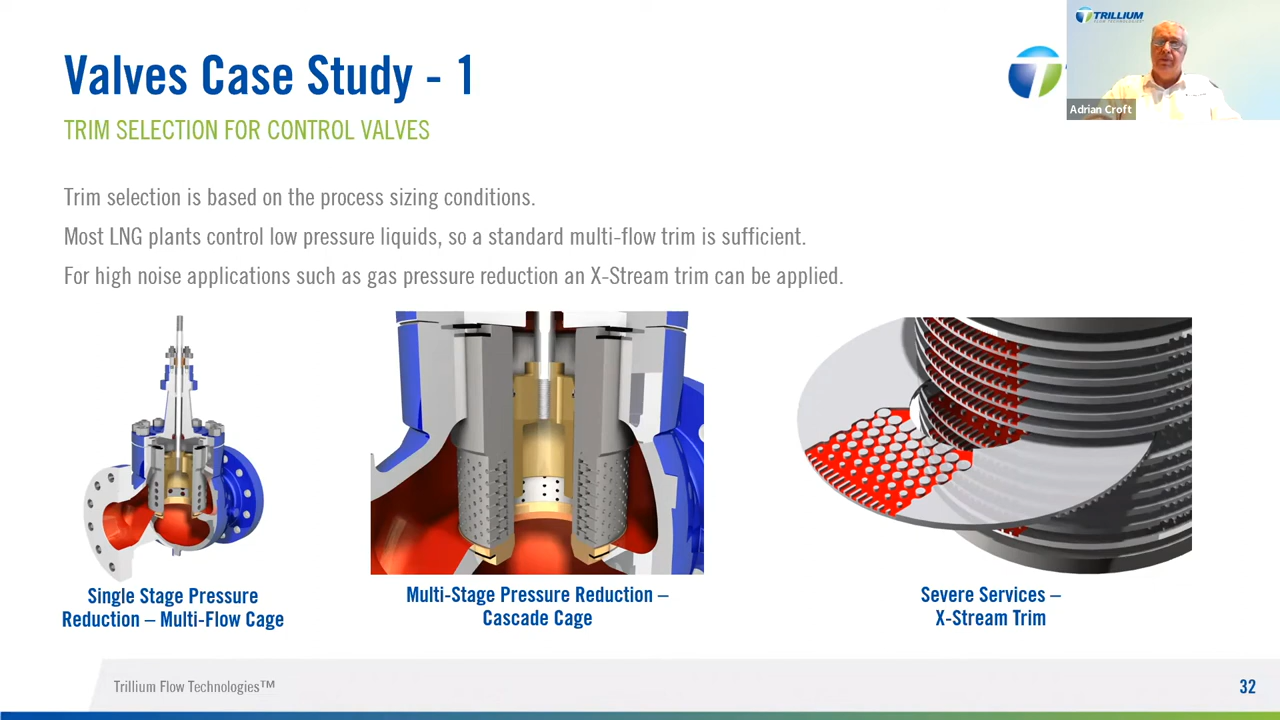 Valves Case Study - 1
TRIM SELECTION FOR CONTROL VALVES
TRILLIUM
FLOW TECHNOLOGIES
Adrian Croft
Trim selection is based on the process sizing conditions.
Most LNG plants control low pressure liquids, so a standard multi-flow trim is sufficient.
For high noise applications such as gas pressure reduction an X-Stream trim can be applied.
Single Stage Pressure
Reduction – Multi-Flow Cage
Multi-Stage Pressure Reduction –
Cascade Cage
Severe Services –
X-Stream Trim
Trillium Flow Technologies™
32